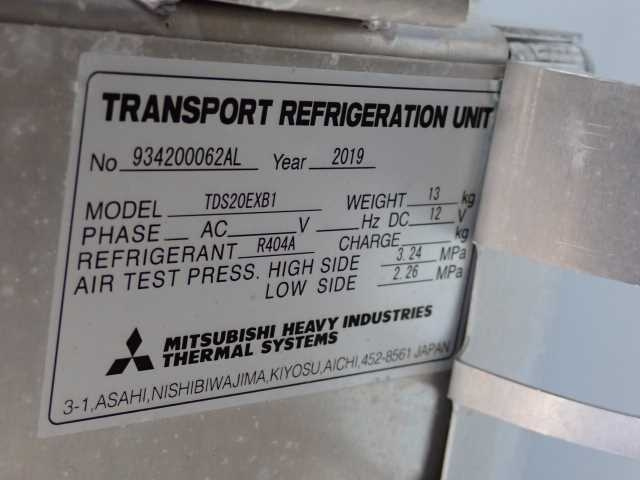 TRANSPORT REFRIGERATION UNIT
No 934200062AL Year 2019
MODEL TDS20EXB1 WEIGHT 13 kg
PHASE AC V Hz DC 12 V
REFRIGERANT R404A CHARGE kg
AIR TEST PRESS. HIGH SIDE 3.24 MPa
LOW SIDE 2.26 MPa
MITSUBISHI HEAVY INDUSTRIES
THERMAL SYSTEMS
3-1,ASAHI,NISHIBIWAJIMA,KIYOSU,AICHI,452-8561 JAPAN